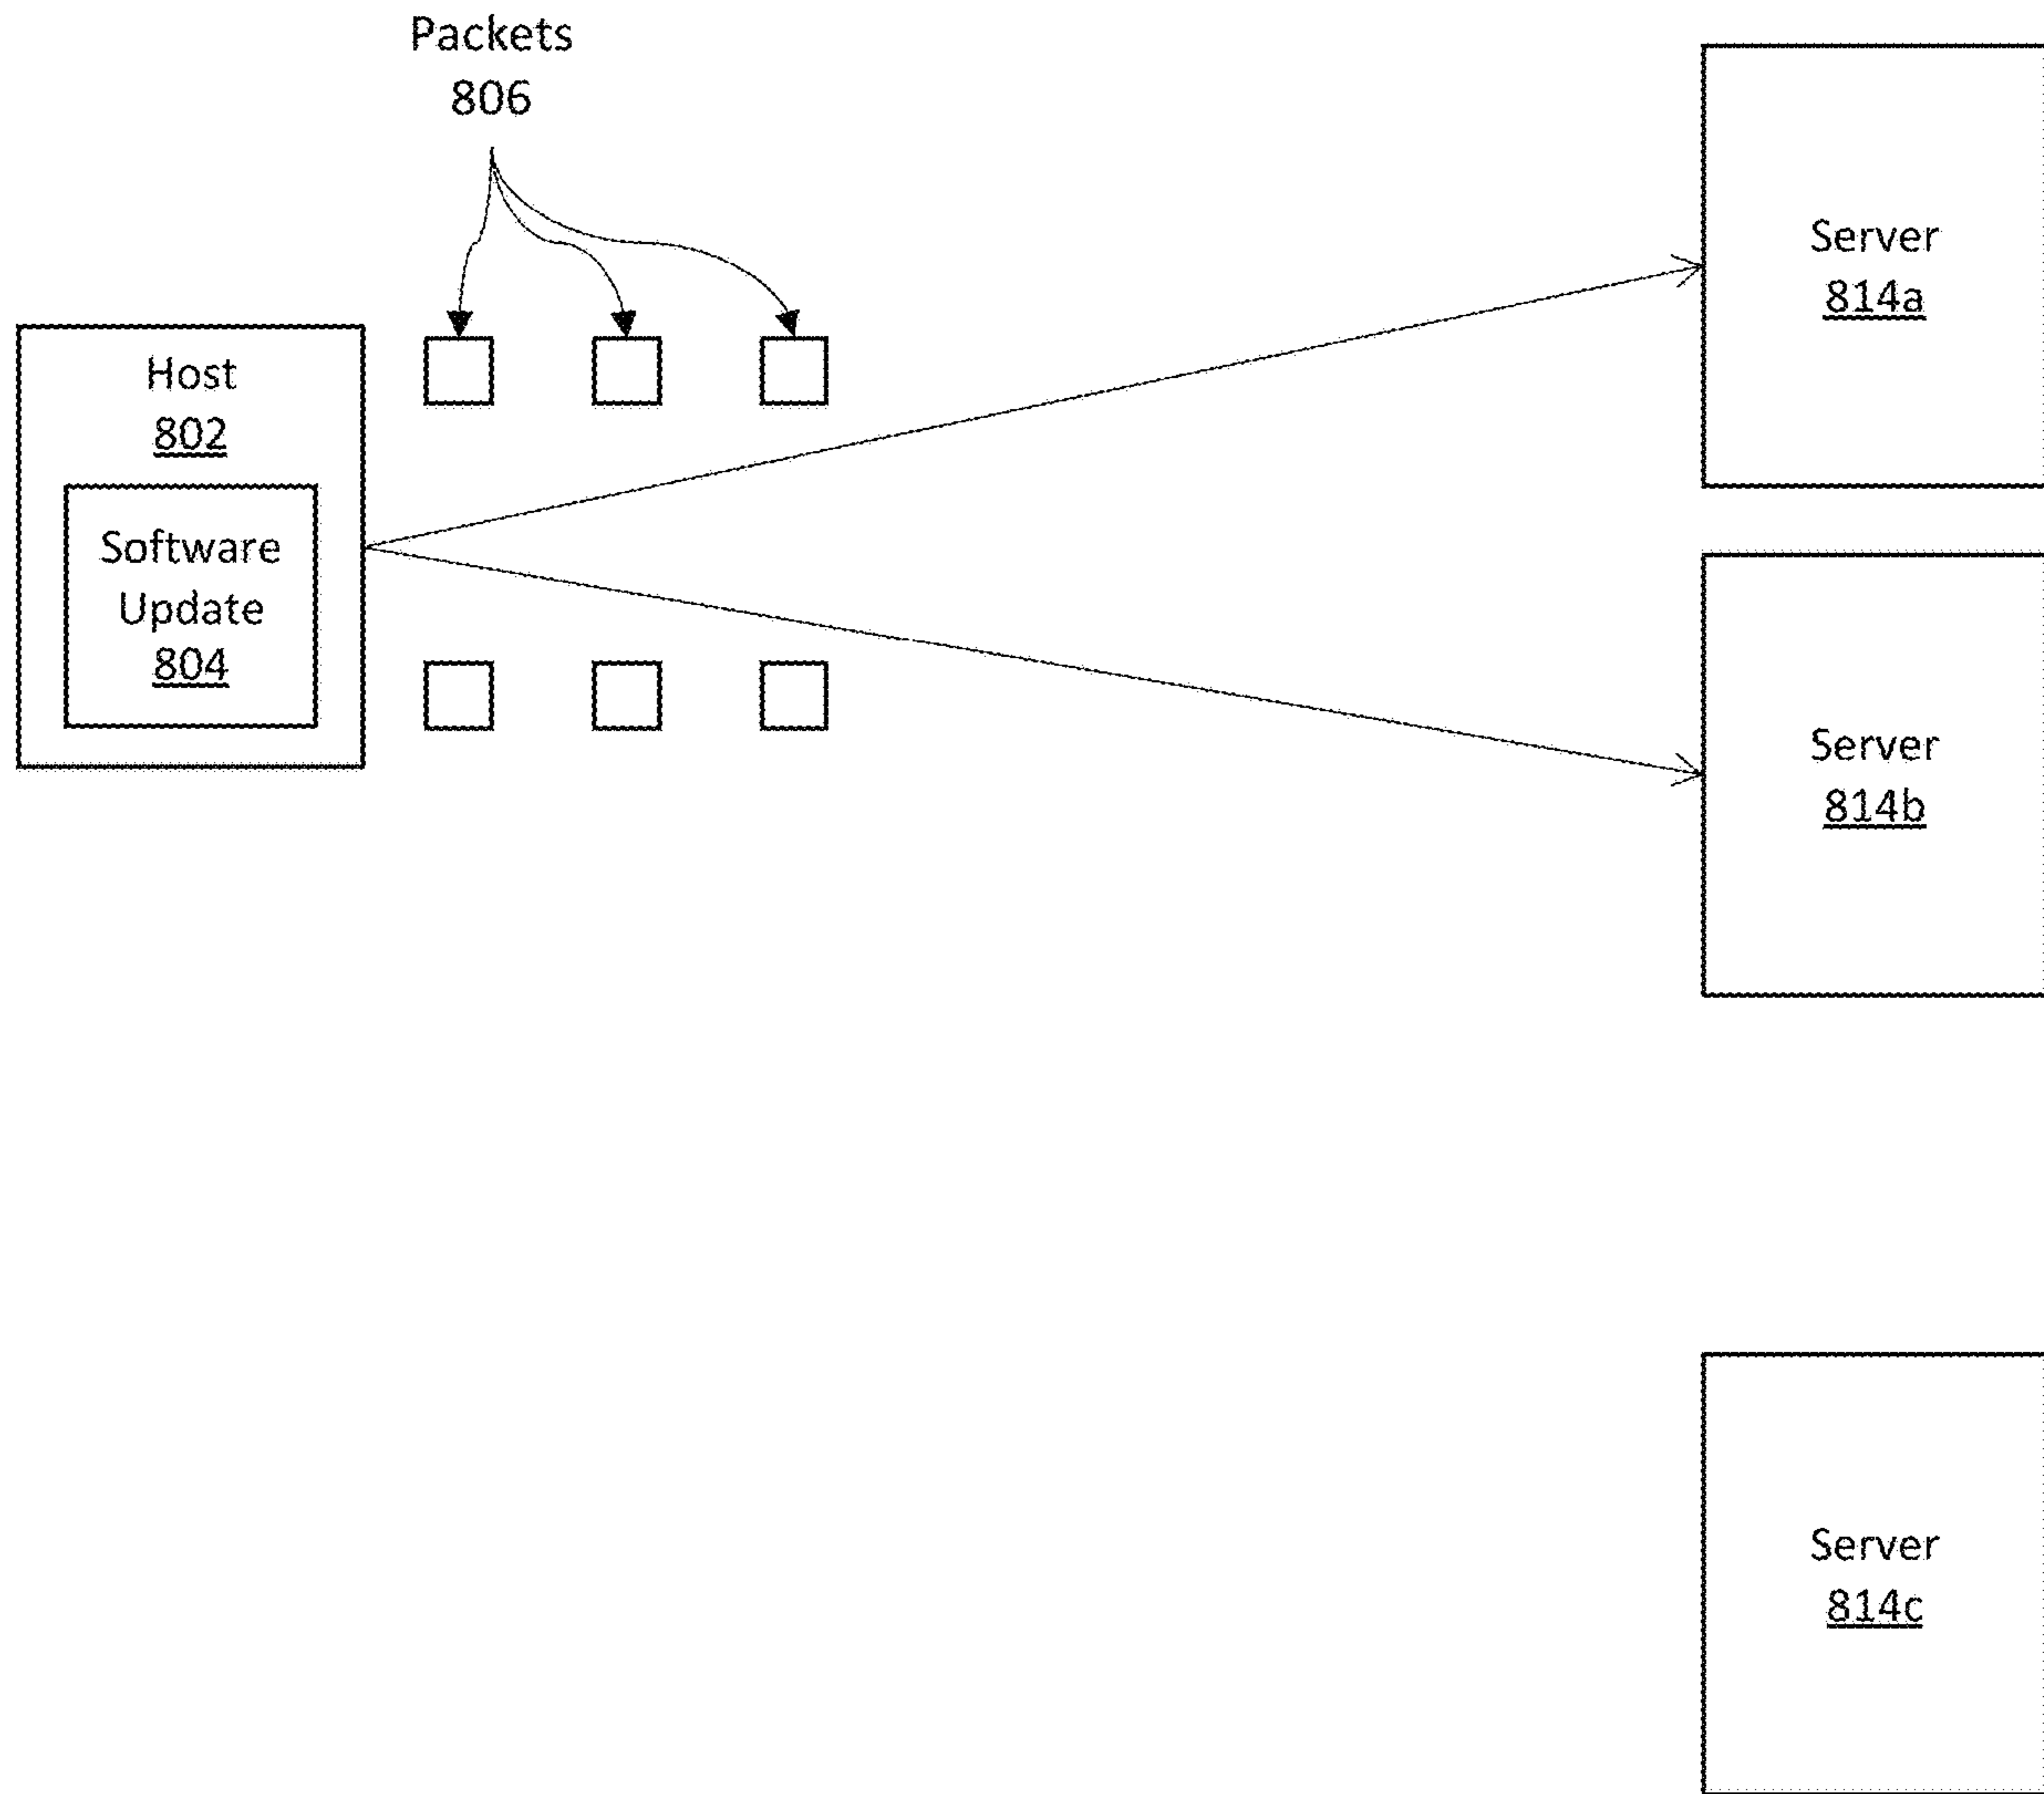 Packets
806
Host
802
Software
Update
804
Server
814a
Server
814b
Server
814c